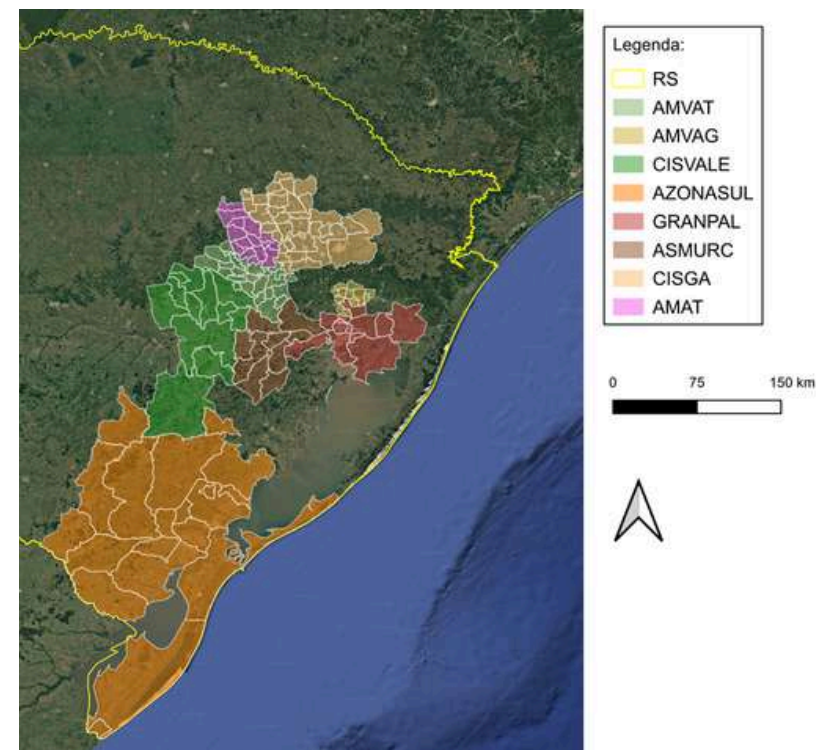 Legenda:
RS
AMVAT
AMVAG
CISVALE
AZONASUL
GRANPAL
ASMURC
CISGA
AMAT
0 75 150 km